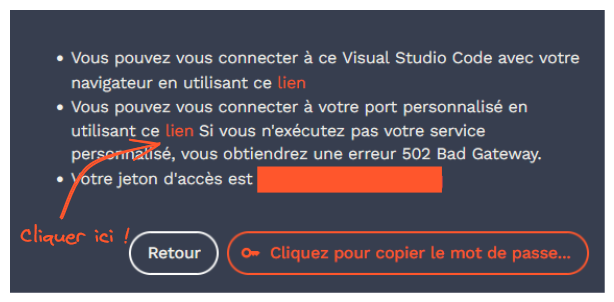 • Vous pouvez vous connecter à ce Visual Studio Code avec votre
navigateur en utilisant ce lien
• Vous pouvez vous connecter à votre port personnalisé en
utilisant ce lien Si vous n'exécutez pas votre service
personnalisé, vous obtiendrez une erreur 502 Bad Gateway.
• Votre jeton d'accès est
Cliquer ici !
Retour
Cliquez pour copier le mot de passe...